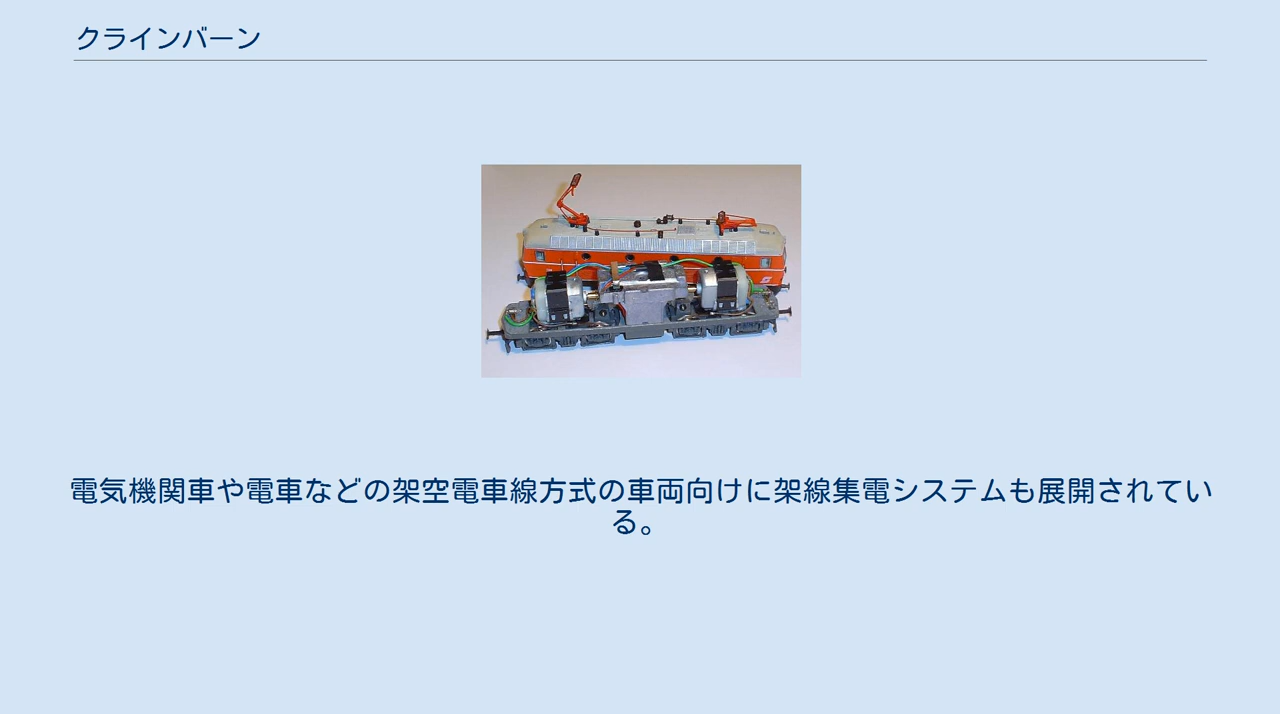 クラインバーン
電気機関車や電車などの架空電車線方式の車両向けに架線集電システムも展開されてい
る。